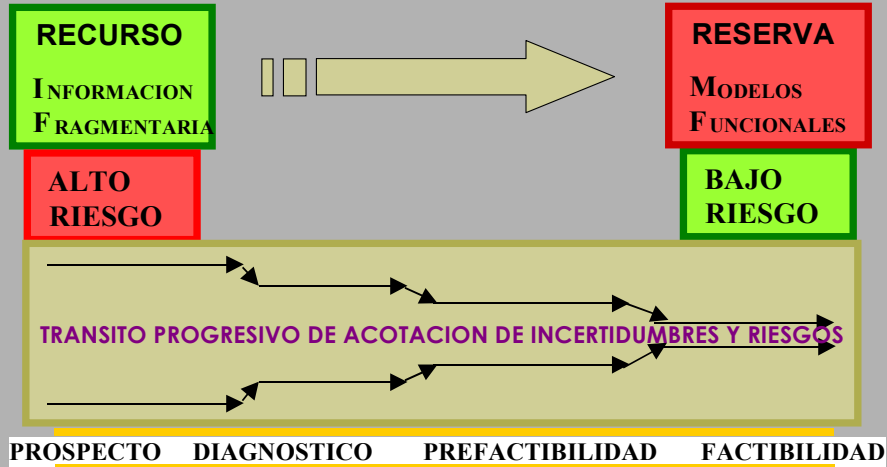 RECURSO
INFORMACION
FRAGMENTARIA
RESERVA
MODELOS
FUNCIONALES
ALTO
RIESGO
BAJO
RIESGO
TRANSITO PROGRESIVO DE ACOTACION DE INCERTIDUMBRES Y RIESGOS
PROSPECTO DIAGNOSTICO PREFACTIBILIDAD FACTIBILIDAD